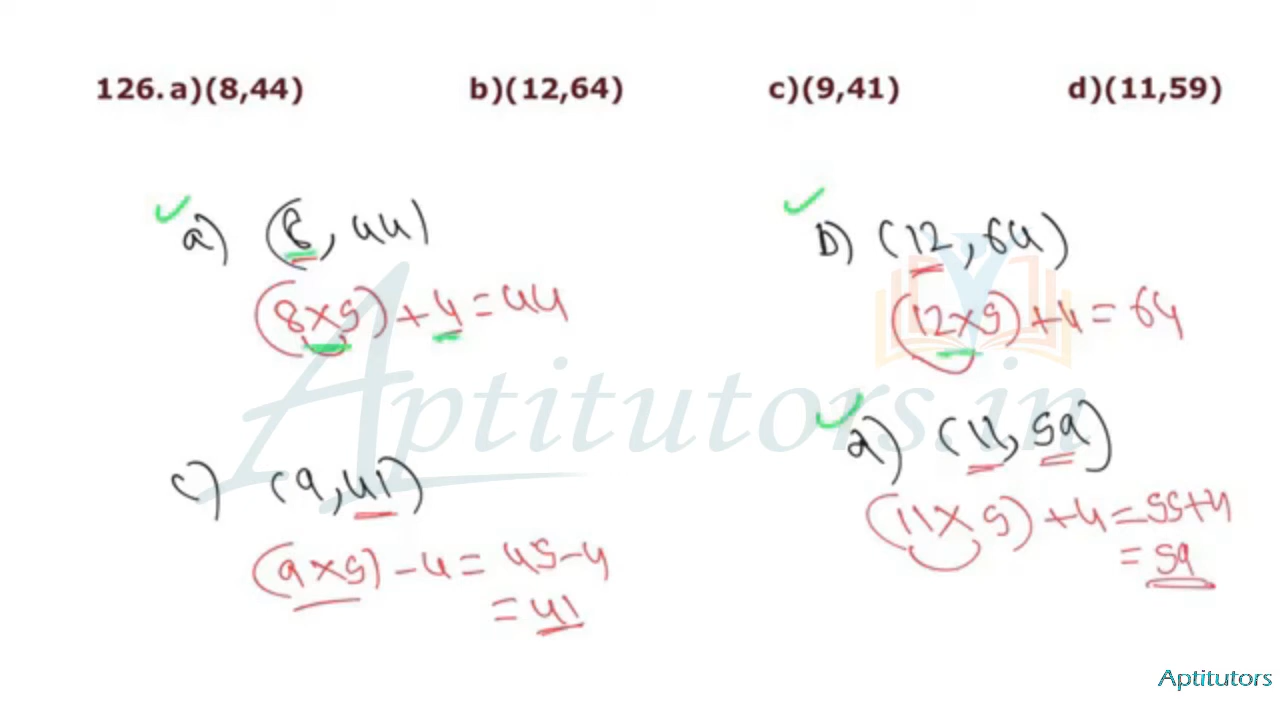 126. a)(8,44) b)(12,64) c)(9,41) d)(11,59)
a) (8, 44)
(8×5) + 4 = 44
b) (12, 64)
(12×5) + 4 = 64
c) (9, 41)
(9×5) - 4 = 45 - 4
= 41
d) (11, 59)
(11×5) + 4 = 55+4
= 59
Aptitutors.in
Aptitutors